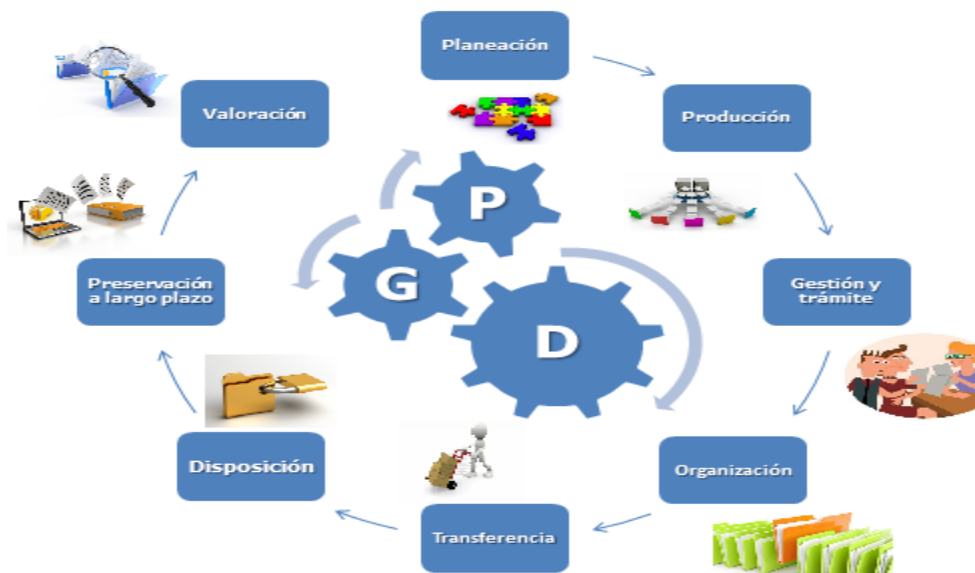 Planeación
Producción
Gestión y
trámite
Organización
Transferencia
Disposición
Preservación
a largo plazo
Valoración
P
G
D